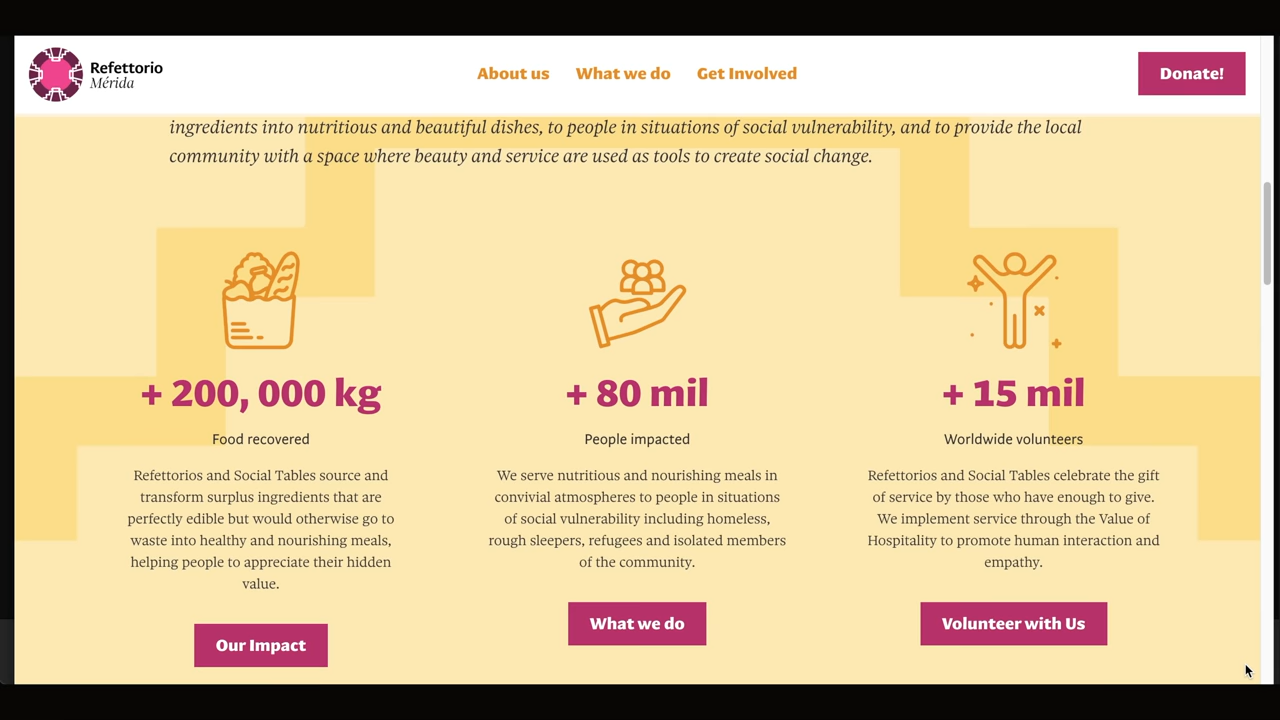 Refettorio
Mérida
About us
What we do
Get Involved
Donate!
ingredients into nutritious and beautiful dishes, to people in situations of social vulnerability, and to provide the local
community with a space where beauty and service are used as tools to create social change.
+ 200, 000 kg
Food recovered
Refettorios and Social Tables source and
transform surplus ingredients that are
perfectly edible but would otherwise go to
waste into healthy and nourishing meals,
helping people to appreciate their hidden
value.
Our Impact
+ 80 mil
People impacted
We serve nutritious and nourishing meals in
convivial atmospheres to people in situations
of social vulnerability including homeless,
rough sleepers, refugees and isolated members
of the community.
What we do
+ 15 mil
Worldwide volunteers
Refettorios and Social Tables celebrate the gift
of service by those who have enough to give.
We implement service through the Value of
Hospitality to promote human interaction and
empathy.
Volunteer with Us